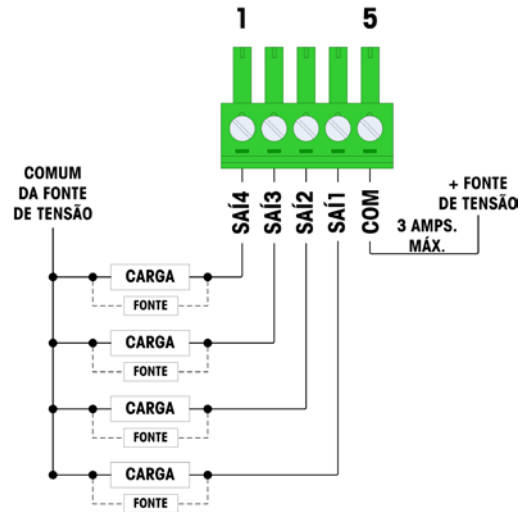 1 5
COMUM
DA FONTE
DE TENSÃO
SAÍ4
SAÍ3
SAÍ2
SAÍ1
COM
+ FONTE
DE TENSÃO
3 AMPS.
MÁX.
CARGA
FONTE
CARGA
FONTE
CARGA
FONTE
CARGA
FONTE